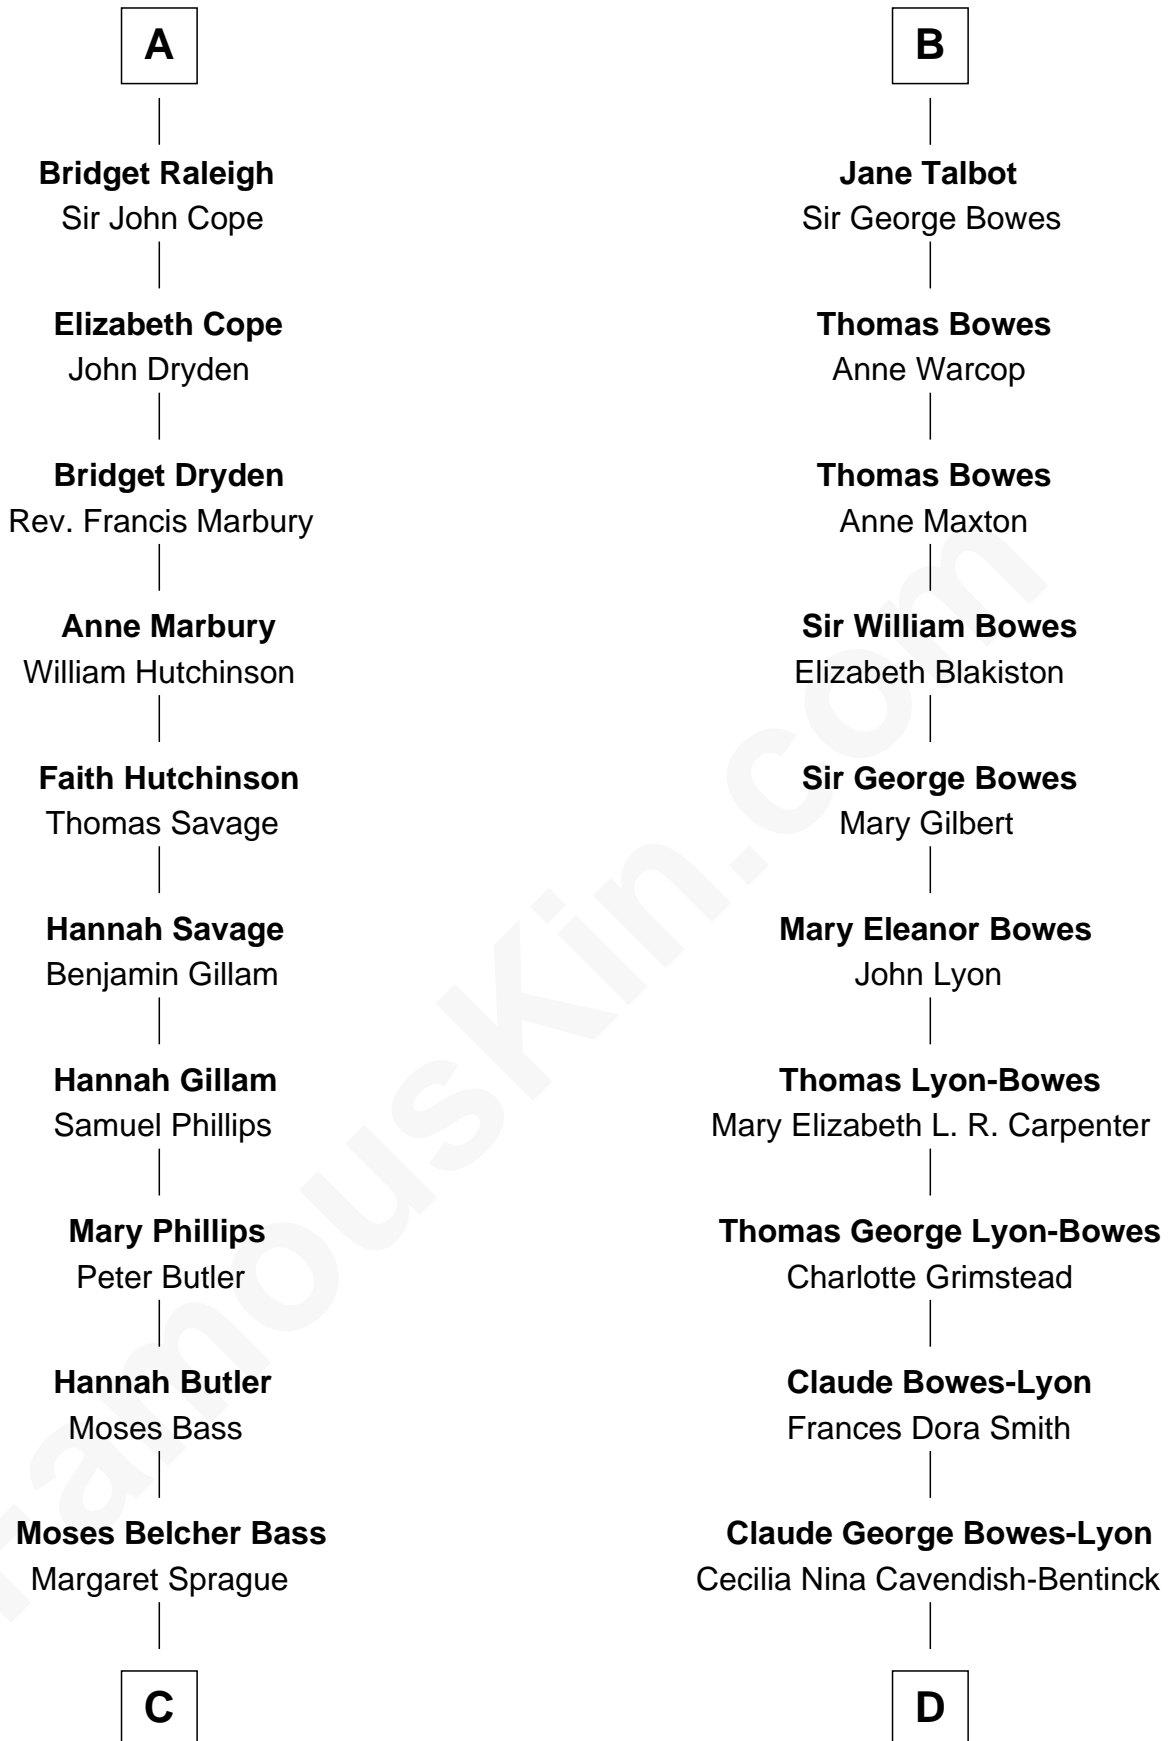 A
Bridget Raleigh
Sir John Cope
Elizabeth Cope
John Dryden
Bridget Dryden
Rev. Francis Marbury
Anne Marbury
William Hutchinson
Faith Hutchinson
Thomas Savage
Hannah Savage
Benjamin Gillam
Hannah Gillam
Samuel Phillips
Mary Phillips
Peter Butler
Hannah Butler
Moses Bass
Moses Belcher Bass
Margaret Sprague
C
B
Jane Talbot
Sir George Bowes
Thomas Bowes
Anne Warcop
Thomas Bowes
Anne Maxton
Sir William Bowes
Elizabeth Blakiston
Sir George Bowes
Mary Gilbert
Mary Eleanor Bowes
John Lyon
Thomas Lyon-Bowes
Mary Elizabeth L. R. Carpenter
Thomas George Lyon-Bowes
Charlotte Grimstead
Claude Bowes-Lyon
Frances Dora Smith
Claude George Bowes-Lyon
Cecilia Nina Cavendish-Bentinck
D
FamousKin.com